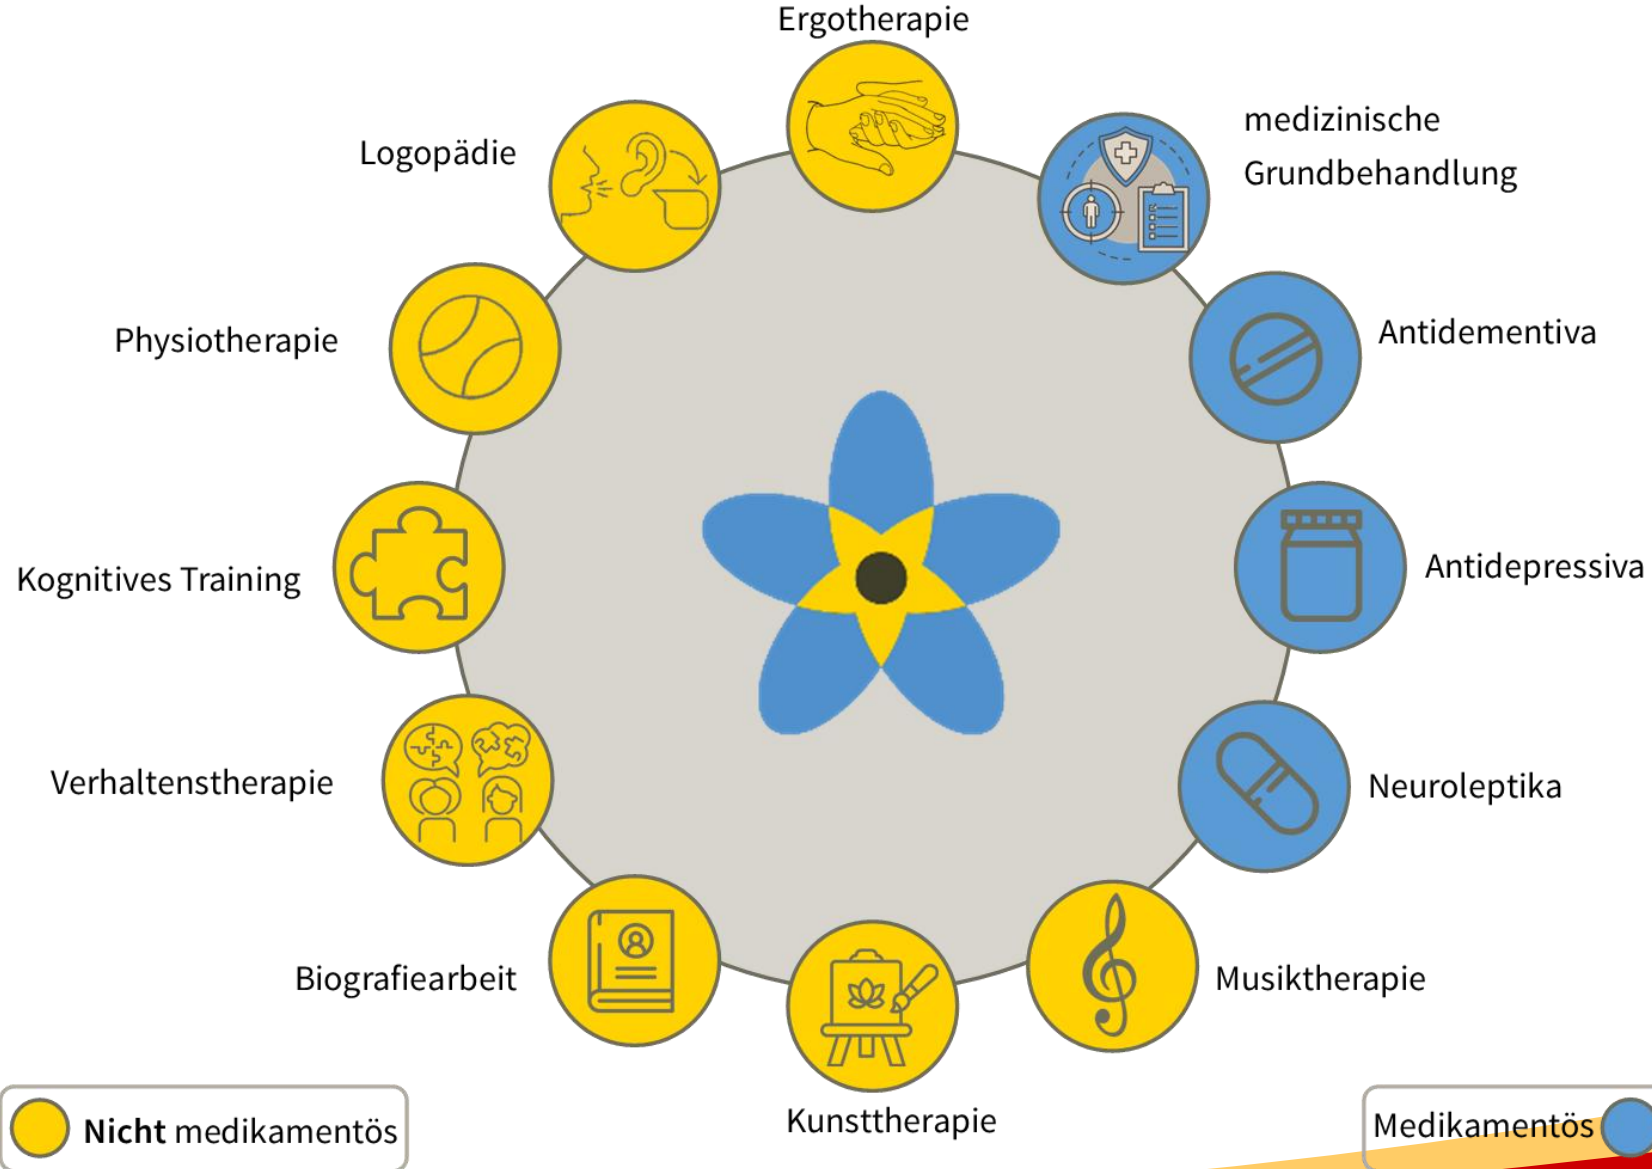 Ergotherapie
medizinische
Grundbehandlung
Logopädie
Antidementiva
Physiotherapie
Antidepressiva
Kognitives Training
Verhaltenstherapie
Neuroleptika
Biografiearbeit
Musiktherapie
Kunsttherapie
Nicht medikamentös
Medikamentös